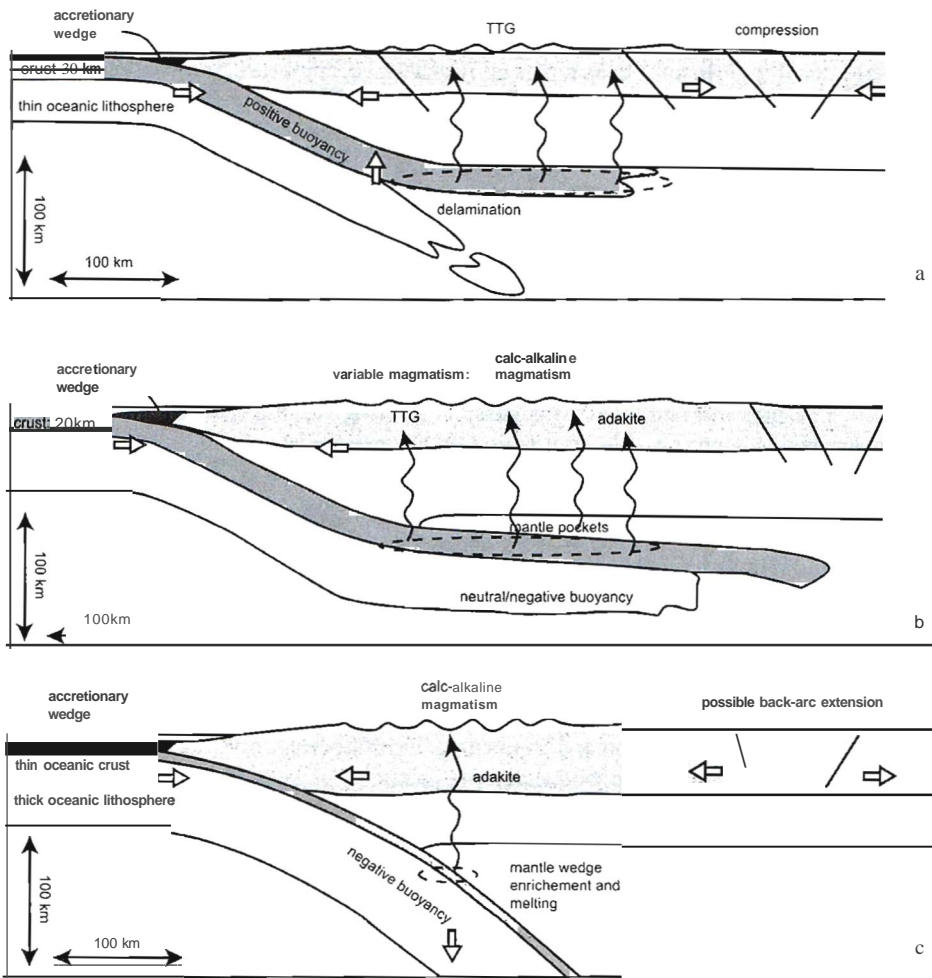 accretionary
wedge
TTG
compression
crust 30 km
thin oceanic lithosphere
positive buoyancy
delamination
100 km
100 km
a
accretionary
wedge
variable magmatism:
calc-alkaline
magmatism
crust: 20km
TTG
adakite
mantle pockets
neutral/negative buoyancy
100 km
100km
b
accretionary
wedge
calc-alkaline
magmatism
possible back-arc extension
thin oceanic crust
adakite
thick oceanic lithosphere
negative buoyancy
mantle wedge
enrichement and
melting
100 km
100 km
c